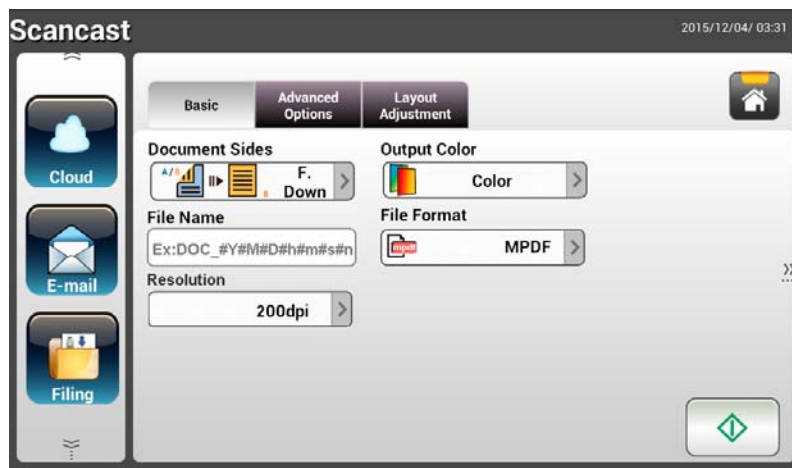 Scancast
2015/12/04/ 03:31
Cloud
E-mail
Filing
Basic
Advanced
Options
Layout
Adjustment
Document Sides
A/B
F.
Down
Output Color
Color
File Name
Ex:DOC_#Y#M#D#h#m#s#n
File Format
mpdf
MPDF
Resolution
200dpi